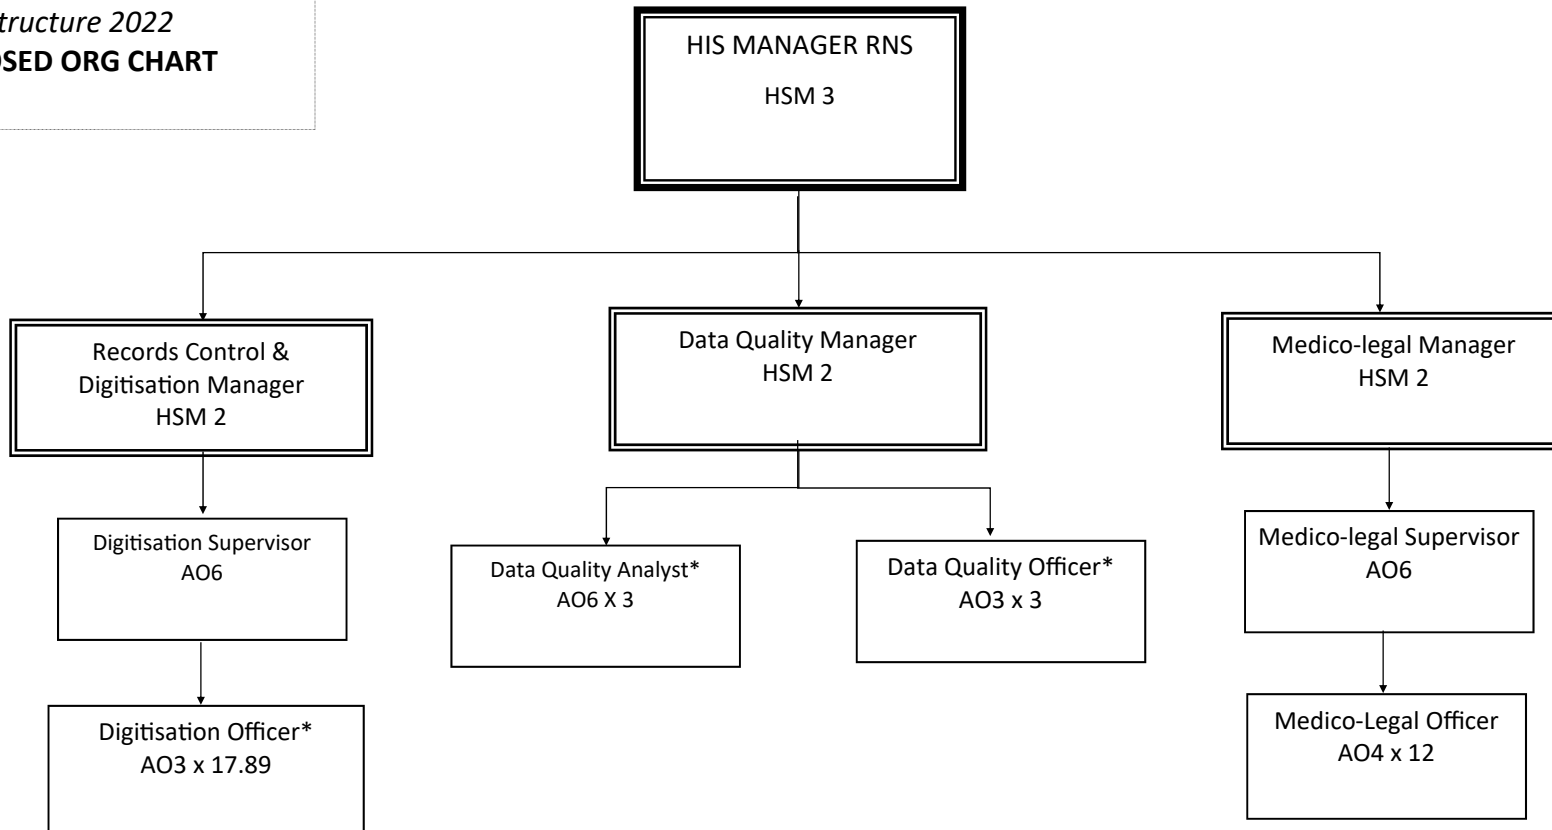 tructure 2022
OSED ORG CHART
HIS MANAGER RNS
HSM 3
Records Control &
Digitisation Manager
HSM 2
Data Quality Manager
HSM 2
Medico-legal Manager
HSM 2
Digitisation Supervisor
AO6
Data Quality Analyst*
AO6 X 3
Data Quality Officer*
AO3 x 3
Medico-legal Supervisor
AO6
Digitisation Officer*
AO3 x 17.89
Medico-Legal Officer
AO4 x 12